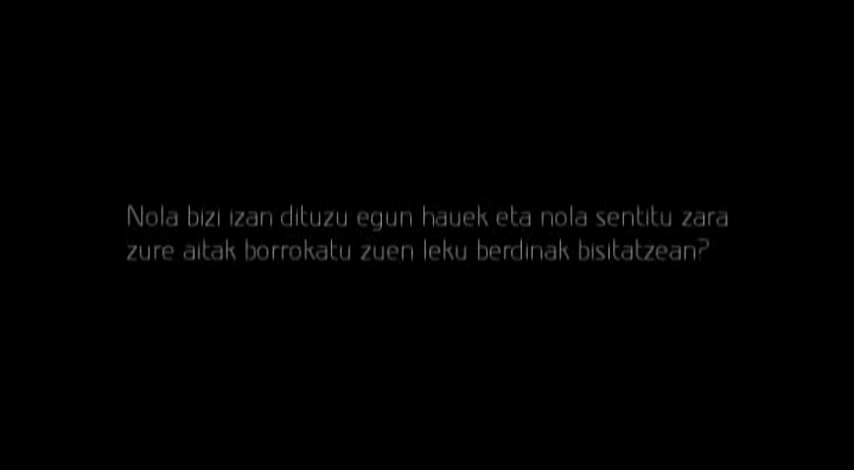 Nola bizi izan dituzu egun hauek eta nola sentitu zara
zure aitak borrokatu zuen leku berdinak bisitatzean?